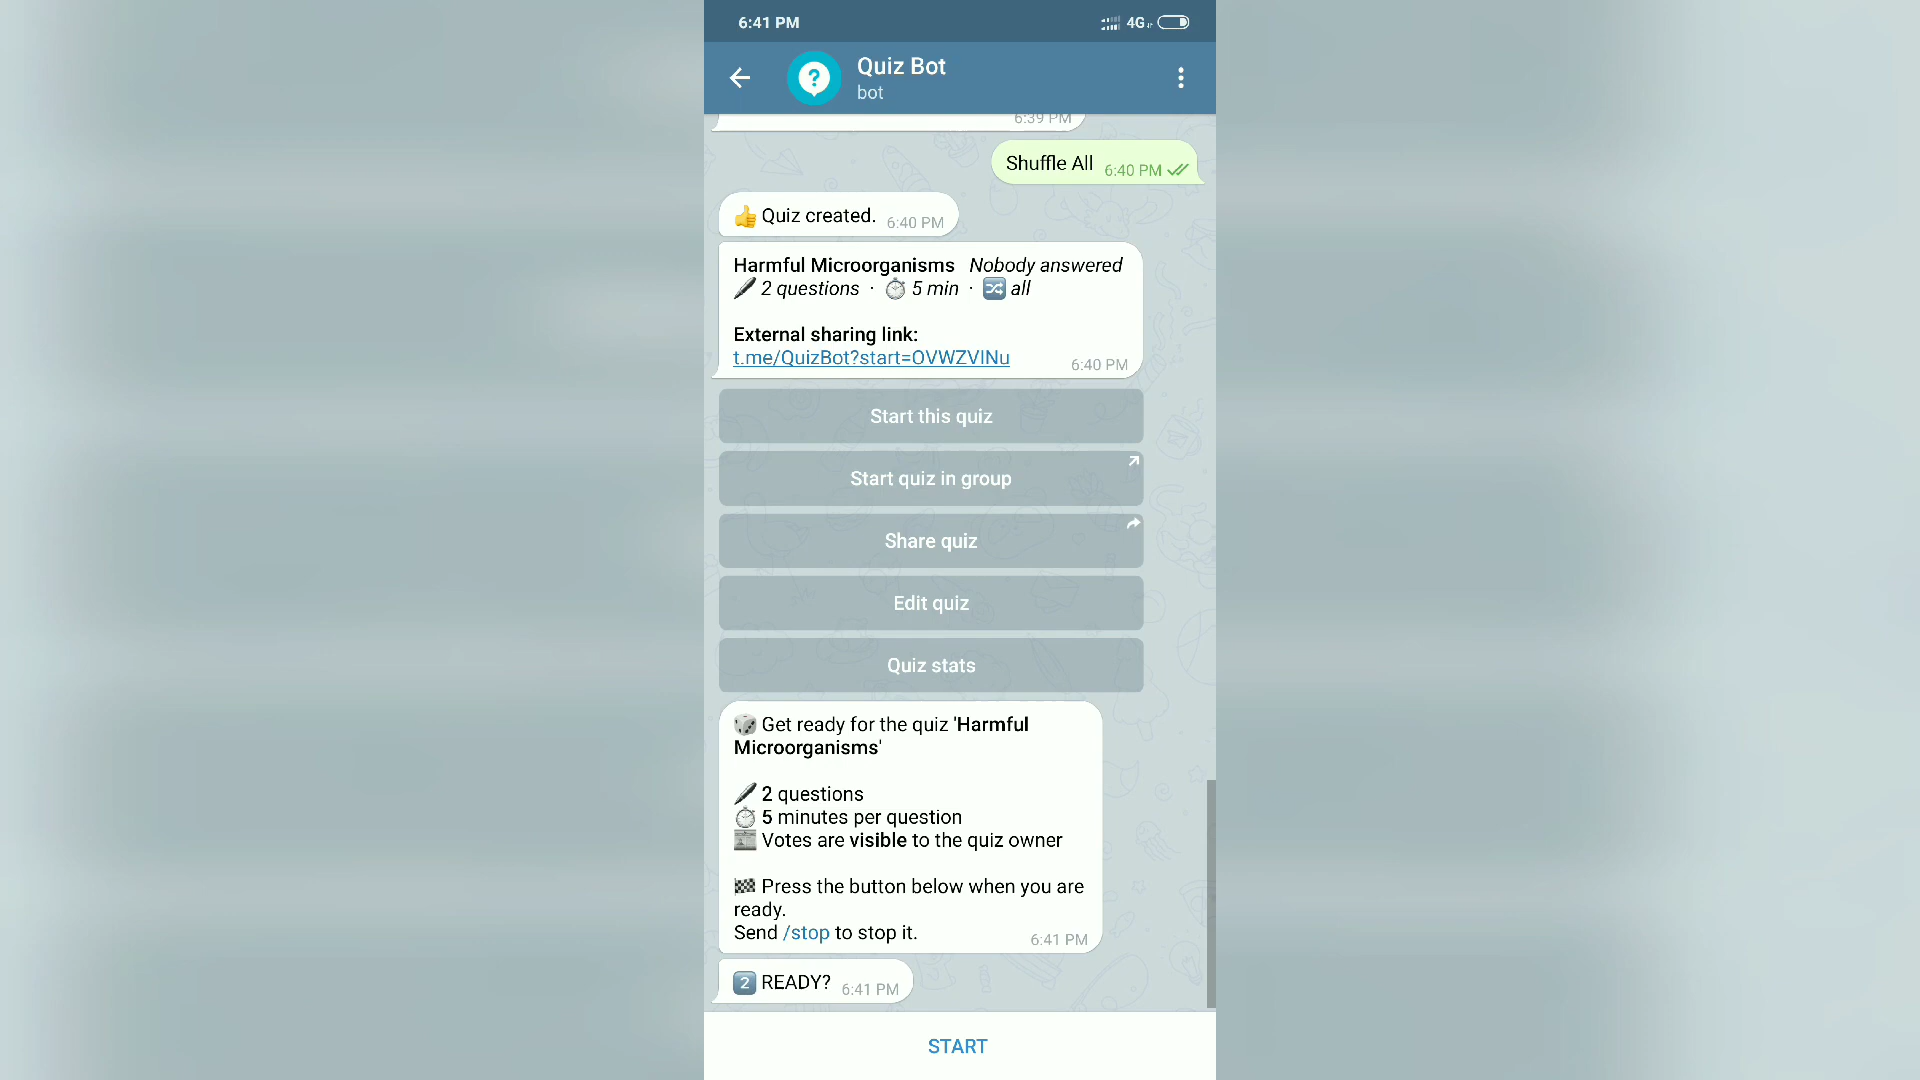 6:41 PM
4G
Quiz Bot
bot
6:39 PM
Shuffle All 6:40 PM
👍 Quiz created. 6:40 PM
Harmful Microorganisms Nobody answered
2 questions · 5 min · all
External sharing link:
t.me/QuizBot?start=OVWZVINu
6:40 PM
Start this quiz
Start quiz in group
Share quiz
Edit quiz
Quiz stats
🎲 Get ready for the quiz 'Harmful
Microorganisms'
🖊 2 questions
⏱ 5 minutes per question
Votes are visible to the quiz owner
🏁 Press the button below when you are
ready.
Send /stop to stop it. 6:41 PM
2️⃣ READY? 6:41 PM
START